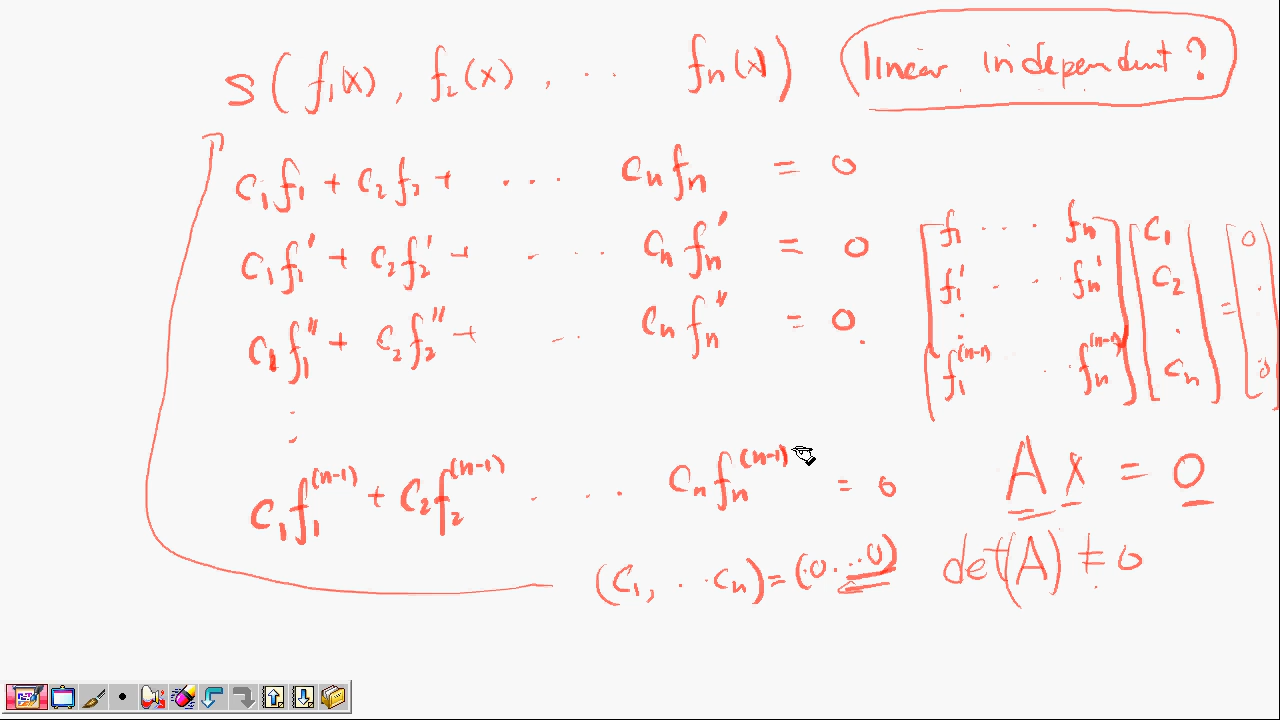 S ( f₁(x) , f₂(x) , ... fₙ(x) )
linear independent ?
c₁f₁ + c₂f₂ + ... cₙfₙ = 0
c₁f₁' + c₂f₂' + ... cₙfₙ' = 0
c₁f₁'' + c₂f₂'' + ... cₙfₙ'' = 0.
⋮
c₁f₁⁽ⁿ⁻¹⁾ + c₂f₂⁽ⁿ⁻¹⁾ ... cₙfₙ⁽ⁿ⁻¹⁾ = 0
(c₁, ... cₙ) = (0...0)
f₁ ... fₙ c₁ 0
f₁' ... fₙ' c₂ .
: . = .
f₁⁽ⁿ⁻¹⁾ .. fₙ⁽ⁿ⁻¹⁾ cₙ 0
A x = 0
det(A) ≠ 0